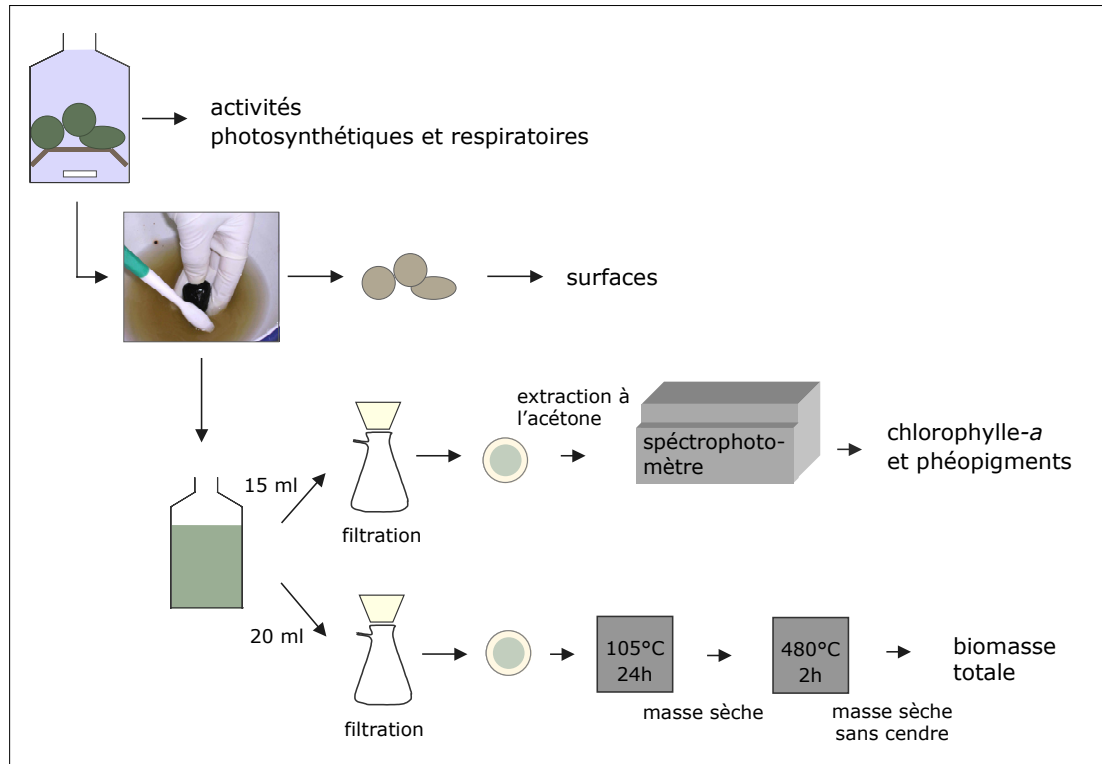 activités
photosynthétiques et respiratoires
surfaces
extraction à
l'acétone
spéctrophoto-
mètre
chlorophylle-a
et phéopigments
15 ml
filtration
20 ml
105°C
24h
480°C
2h
biomasse
totale
masse sèche
masse sèche
sans cendre
filtration